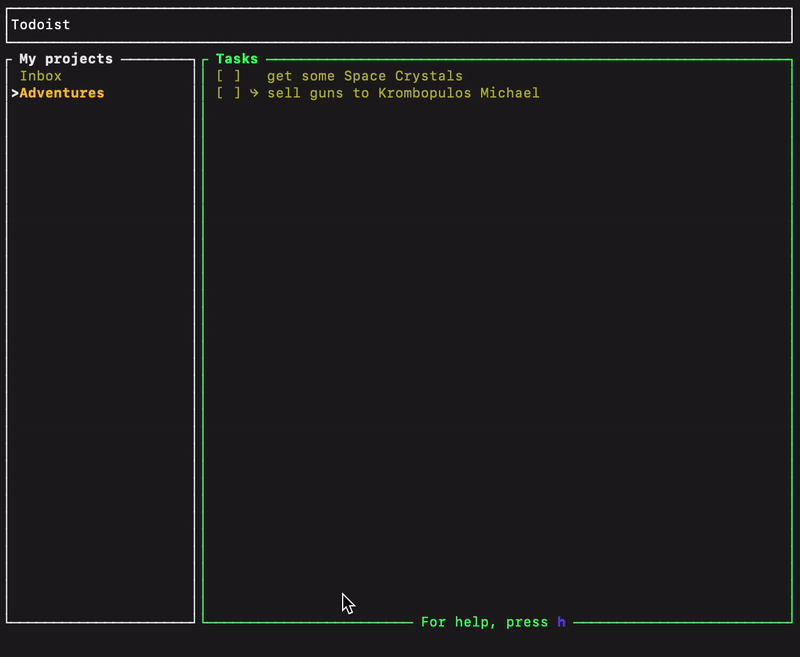 Todoist
My projects
Inbox
>Adventures
Tasks
[ ] get some Space Crystals
[ ] ↳ sell guns to Krombopulos Michael
For help, press h